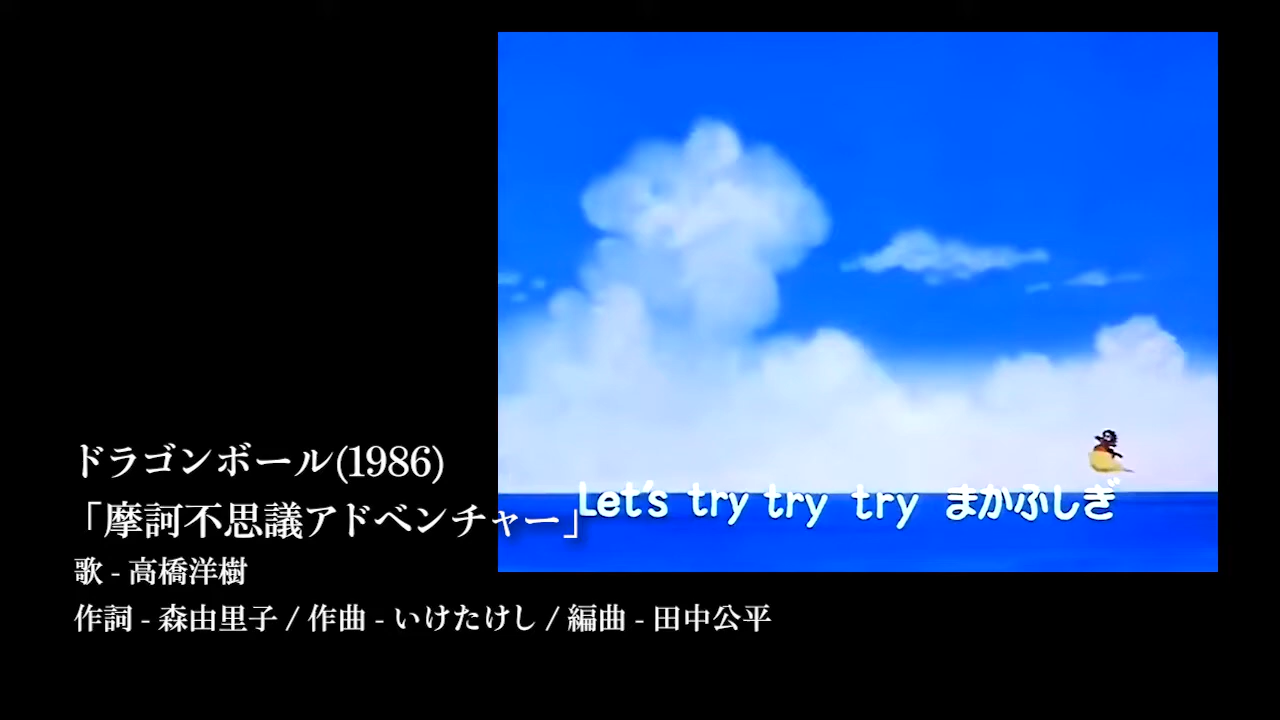 Let's try try try まかふしぎ
ドラゴンボール(1986)
「摩訶不思議アドベンチャー」
歌 - 高橋洋樹
作詞 - 森由里子 / 作曲 - いけたけし / 編曲 - 田中公平